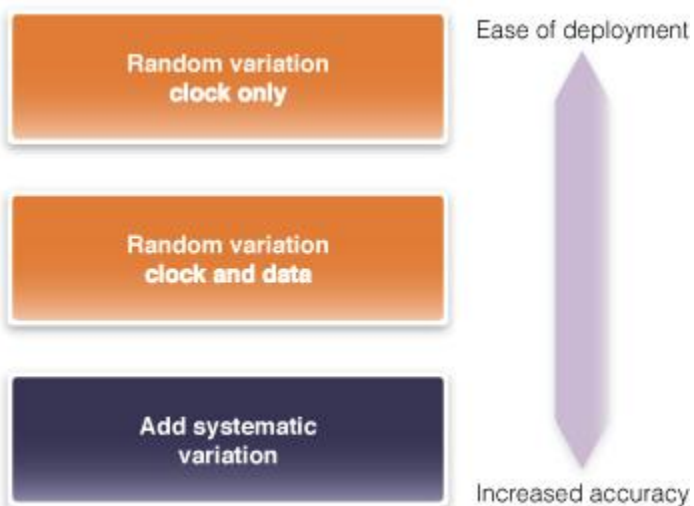 Ease of deployment
Random variation
clock only
Random variation
clock and data
Add systematic
variation
Increased accuracy